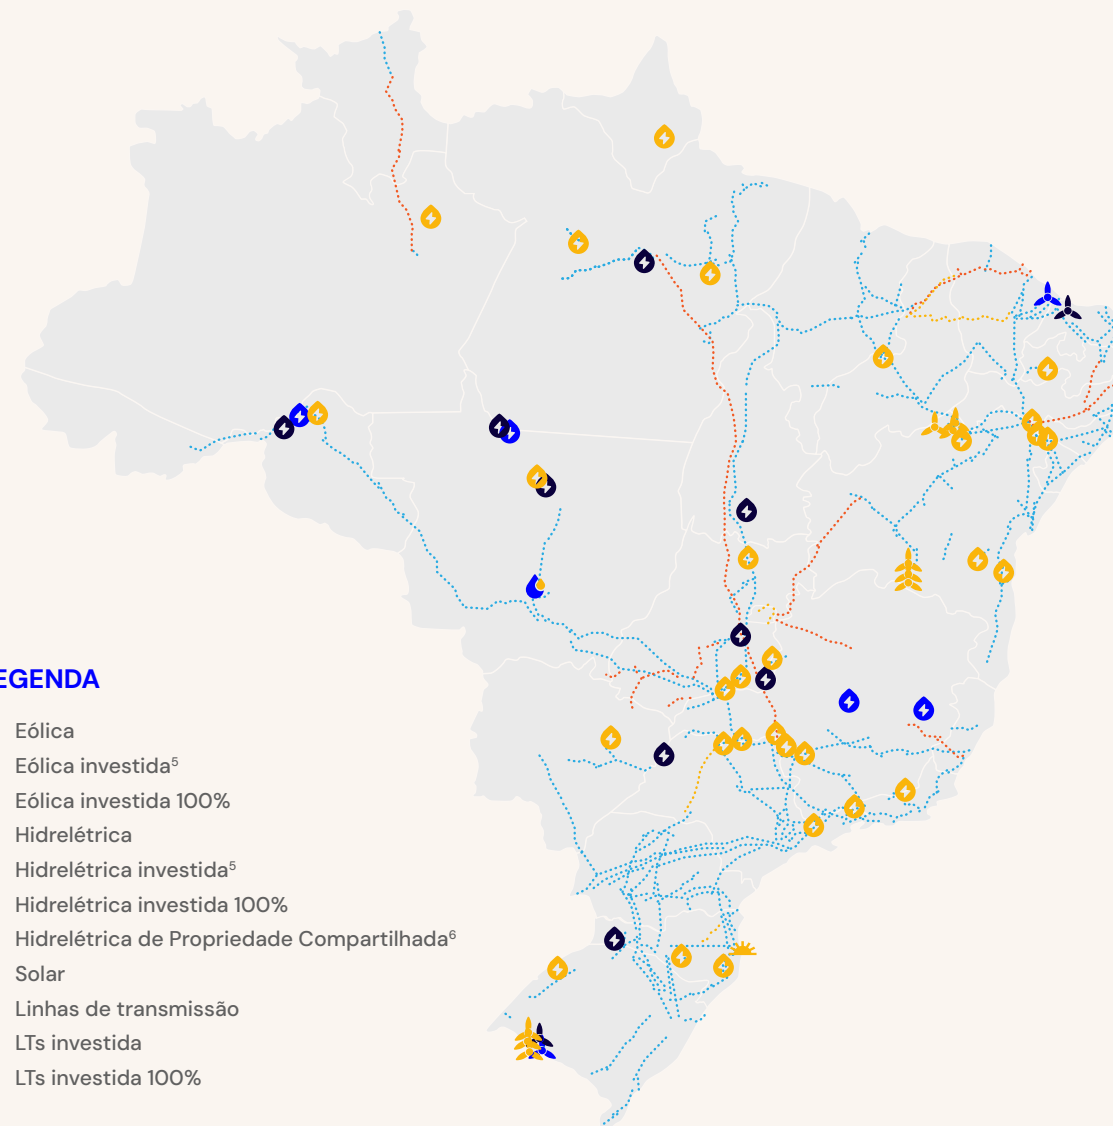 EGENDA
Eólica
Eólica investida⁵
Eólica investida 100%
Hidrelétrica
Hidrelétrica investida⁵
Hidrelétrica investida 100%
Hidrelétrica de Propriedade Compartilhada⁶
Solar
Linhas de transmissão
LTs investida
LTs investida 100%